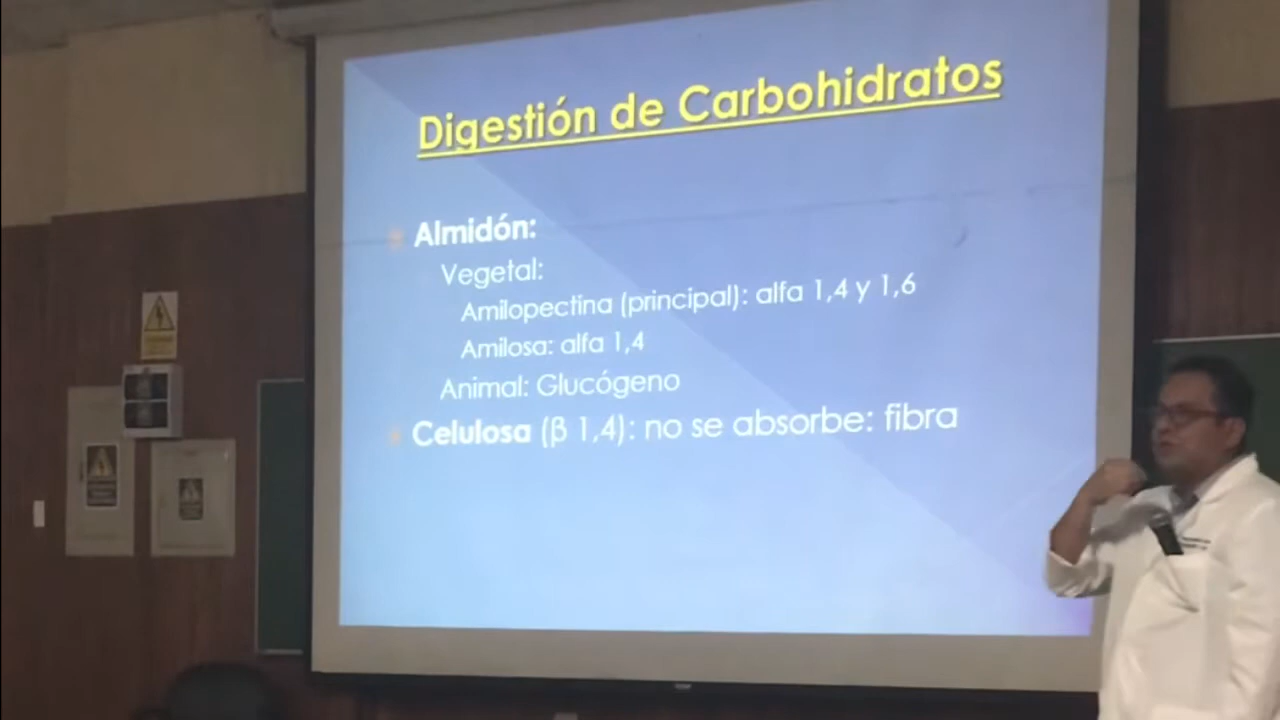 Digestión de Carbohidratos
Almidón:
Vegetal:
Amilopectina (principal): alfa 1,4 y 1,6
Amilosa: alfa 1,4
Animal: Glucógeno
Celulosa (β 1,4): no se absorbe: fibra